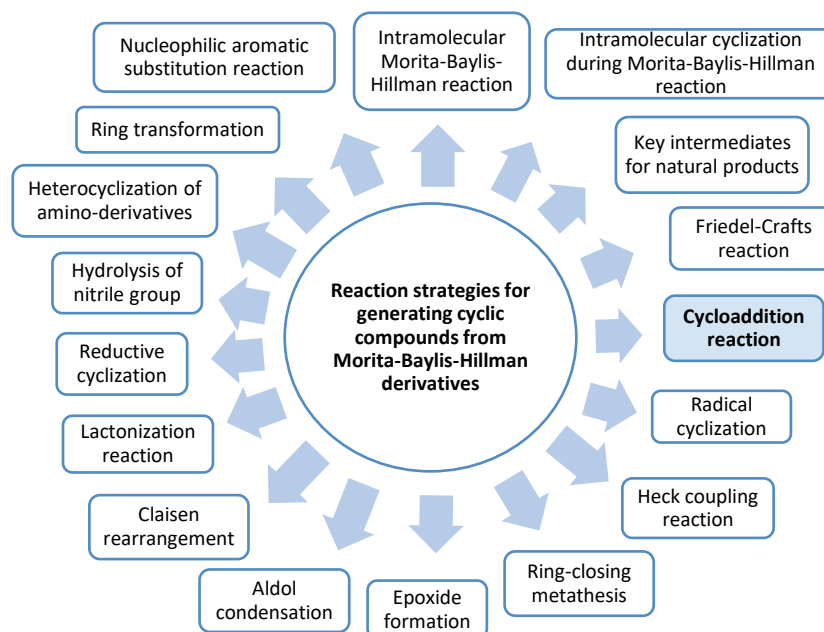 Nucleophilic aromatic
substitution reaction
Intramolecular
Morita-Baylis-
Hillman reaction
Intramolecular cyclization
during Morita-Baylis-Hillman
reaction
Ring transformation
Key intermediates
for natural products
Heterocyclization of
amino-derivatives
Friedel-Crafts
reaction
Hydrolysis of
nitrile group
Reaction strategies for
generating cyclic
compounds from
Morita-Baylis-Hillman
derivatives
Cycloaddition
reaction
Reductive
cyclization
Radical
cyclization
Lactonization
reaction
Heck coupling
reaction
Claisen
rearrangement
Ring-closing
metathesis
Aldol
condensation
Epoxide
formation